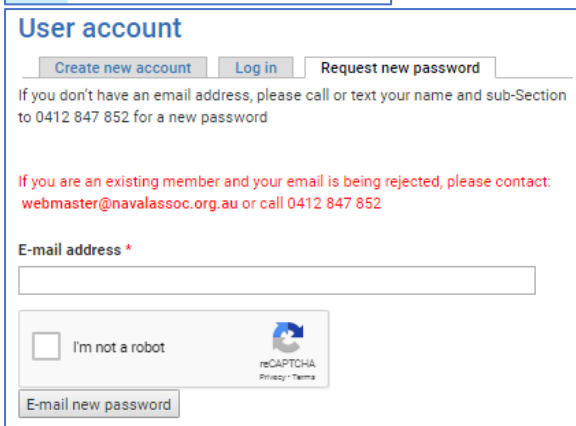 User account
Create new account Log in Request new password
If you don't have an email address, please call or text your name and sub-Section
to 0412 847 852 for a new password
If you are an existing member and your email is being rejected, please contact:
webmaster@navalassoc.org.au or call 0412 847 852
E-mail address *
I'm not a robot
reCAPTCHA
Privacy - Terms
E-mail new password